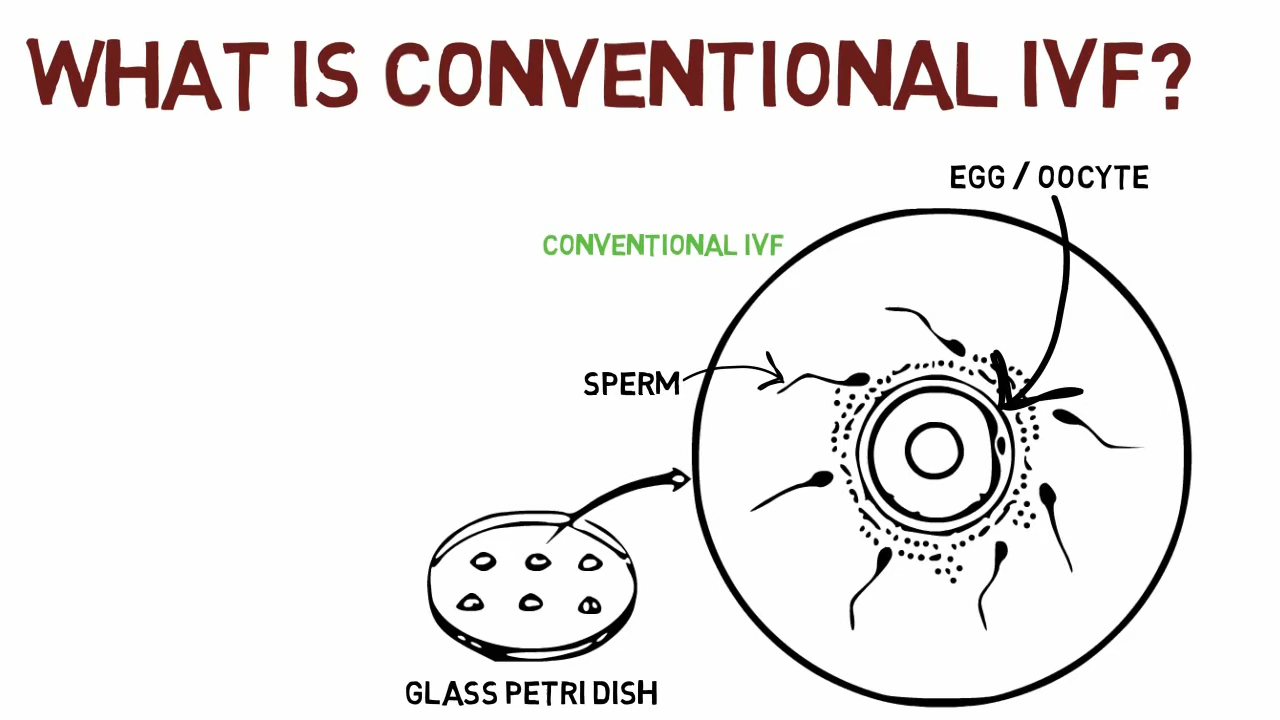 WHAT IS CONVENTIONAL IVF?
EGG / OOCYTE
CONVENTIONAL IVF
SPERM
GLASS PETRI DISH